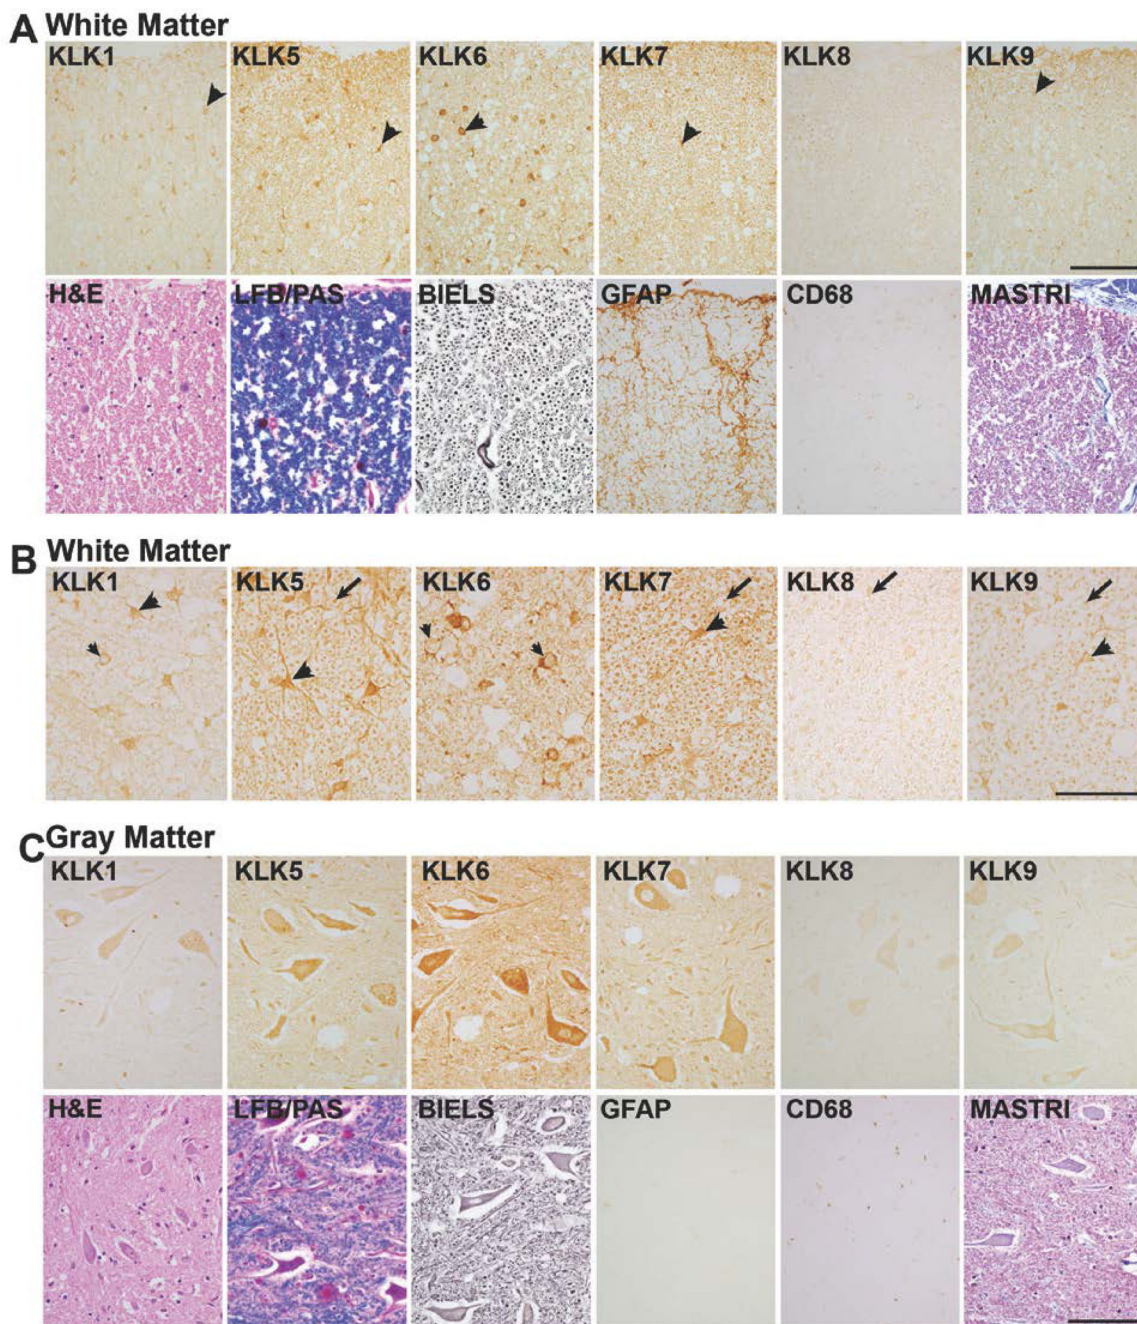 A White Matter
KLK1 KLK5 KLK6 KLK7 KLK8 KLK9
H&E LFB/PAS BIELS GFAP CD68 MASTRI
B White Matter
KLK1 KLK5 KLK6 KLK7 KLK8 KLK9
C Gray Matter
KLK1 KLK5 KLK6 KLK7 KLK8 KLK9
H&E LFB/PAS BIELS GFAP CD68 MASTRI